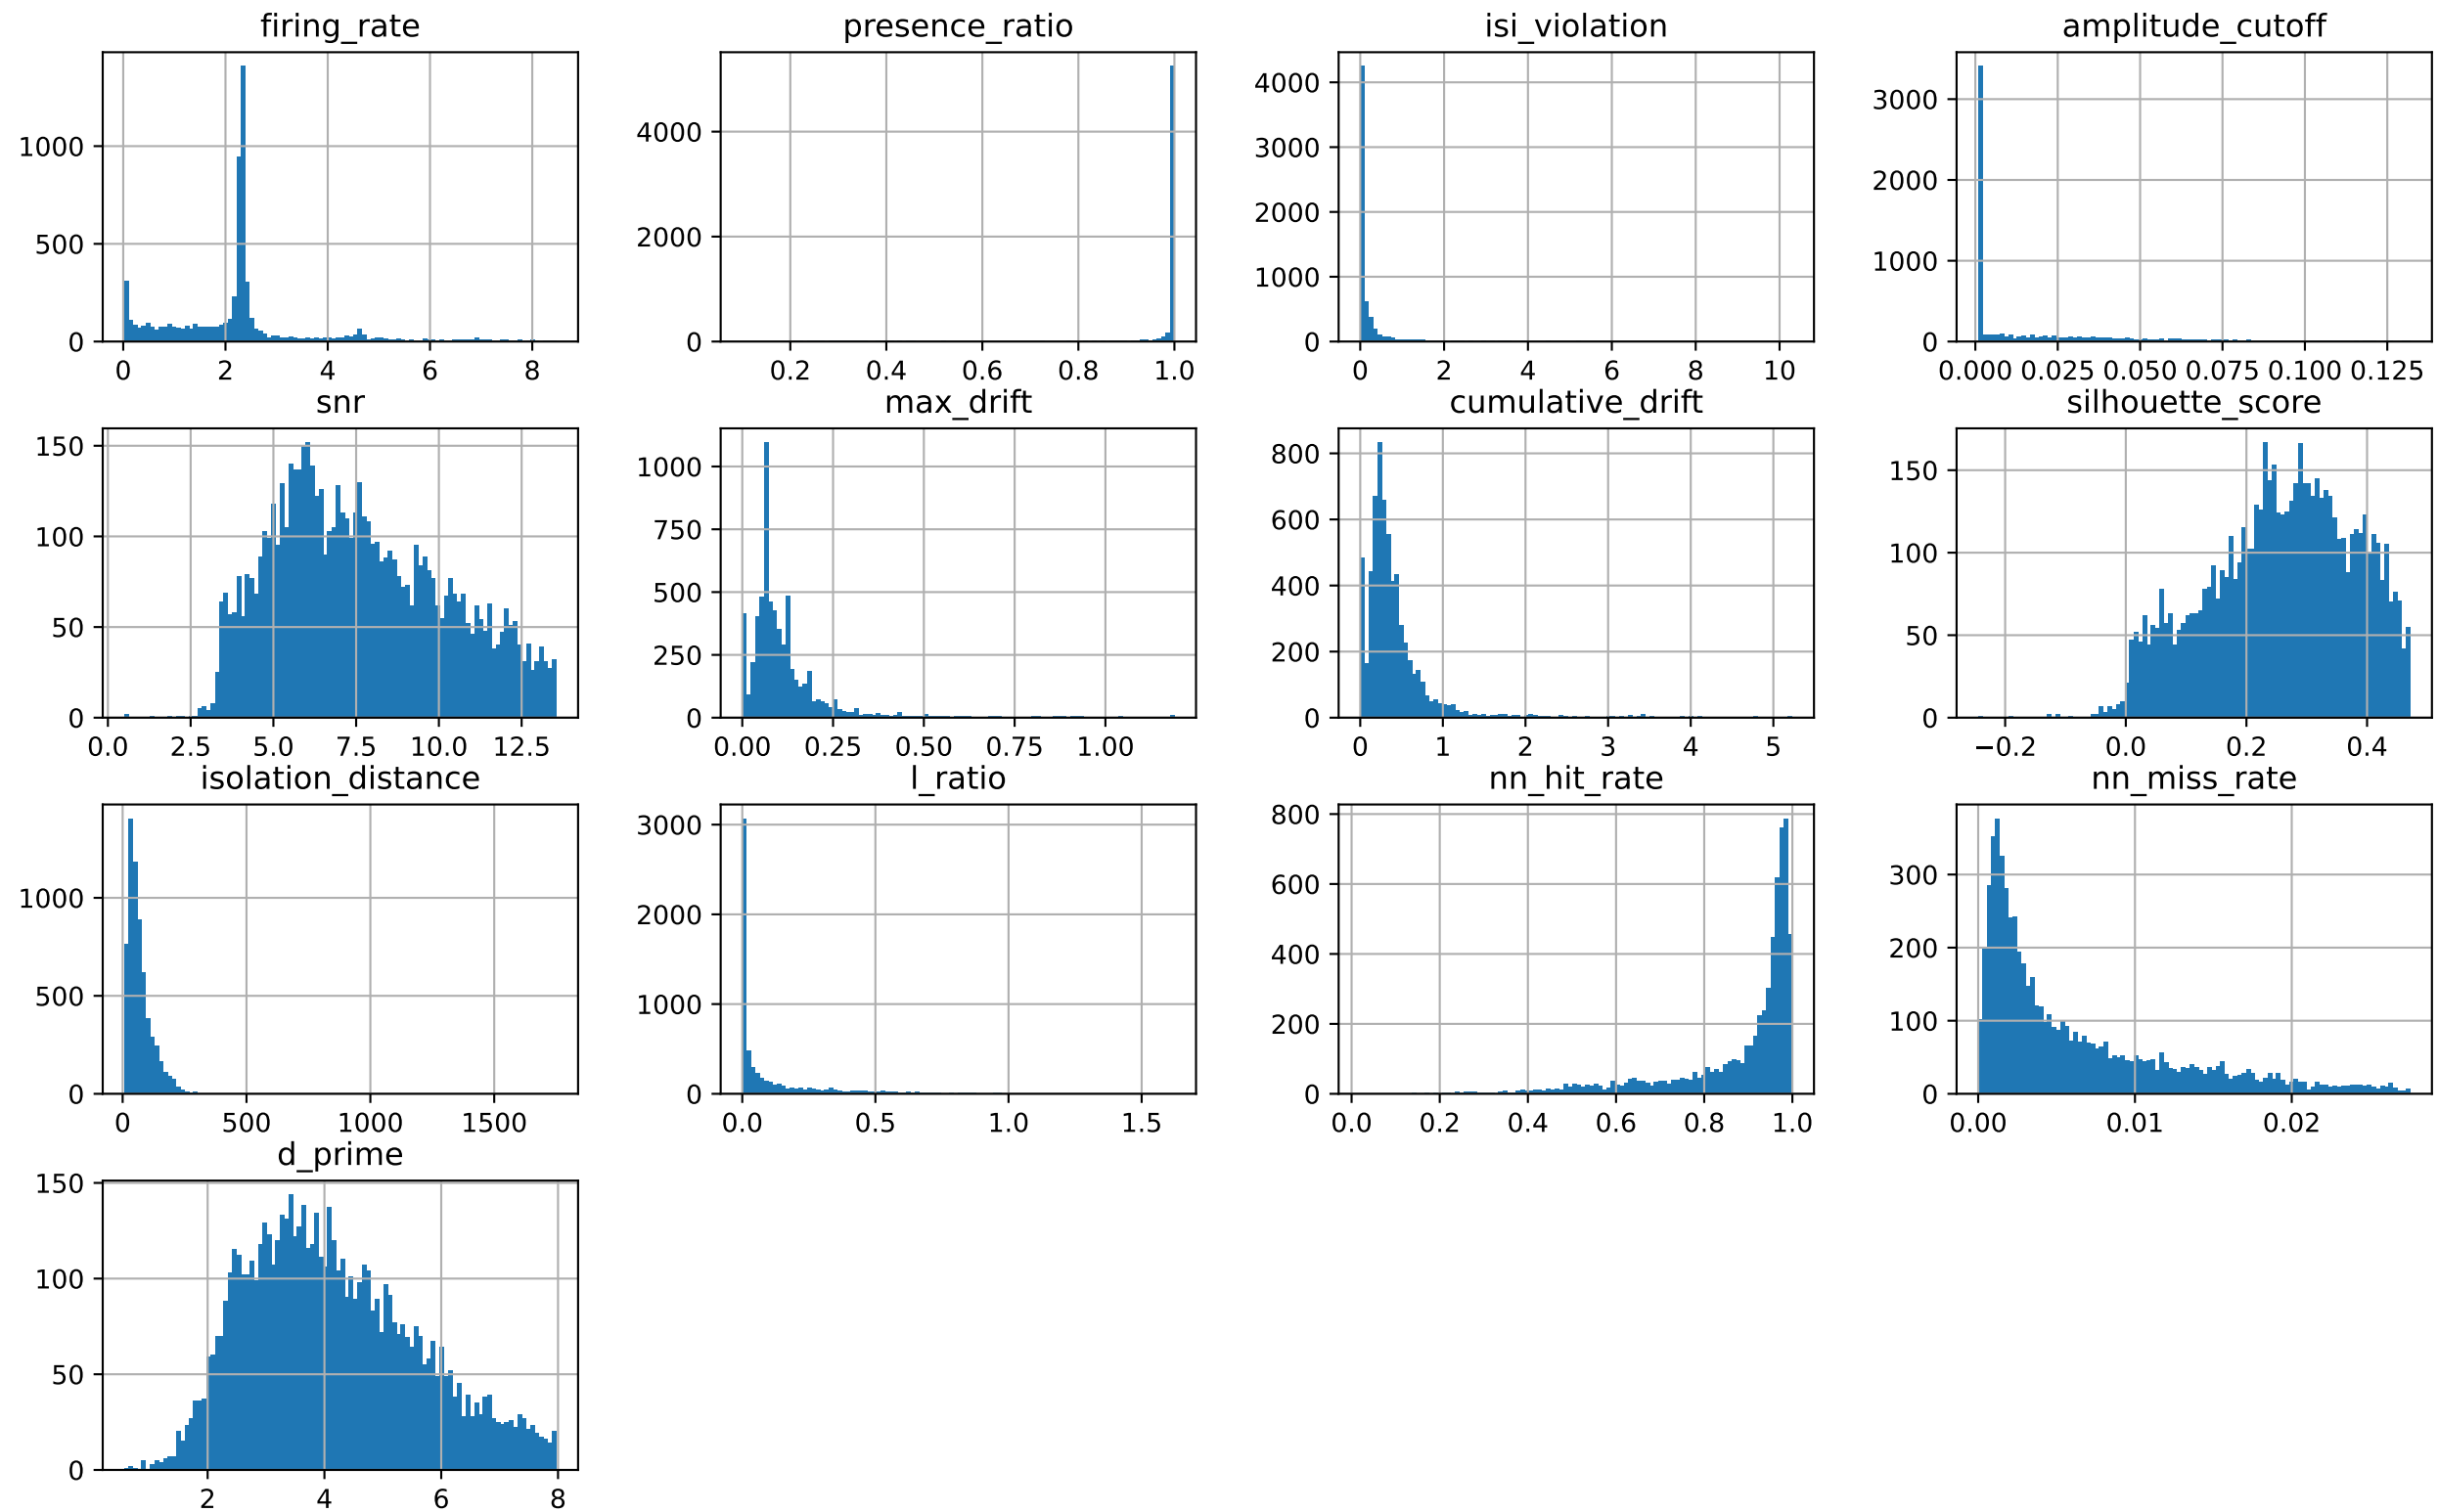 firing_rate
1000
500
0
0 2 4 6 8
presence_ratio
4000
2000
0
0.2 0.4 0.6 0.8 1.0
isi_violation
4000
3000
2000
1000
0
0 2 4 6 8 10
amplitude_cutoff
3000
2000
1000
0
0.000 0.025 0.050 0.075 0.100 0.125
snr
150
100
50
0
0.0 2.5 5.0 7.5 10.0 12.5
max_drift
1000
750
500
250
0
0.00 0.25 0.50 0.75 1.00
cumulative_drift
800
600
400
200
0
0 1 2 3 4 5
silhouette_score
150
100
50
0
−0.2 0.0 0.2 0.4
isolation_distance
1000
500
0
0 500 1000 1500
l_ratio
3000
2000
1000
0
0.0 0.5 1.0 1.5
nn_hit_rate
800
600
400
200
0
0.0 0.2 0.4 0.6 0.8 1.0
nn_miss_rate
300
200
100
0
0.00 0.01 0.02
d_prime
150
100
50
0
2 4 6 8